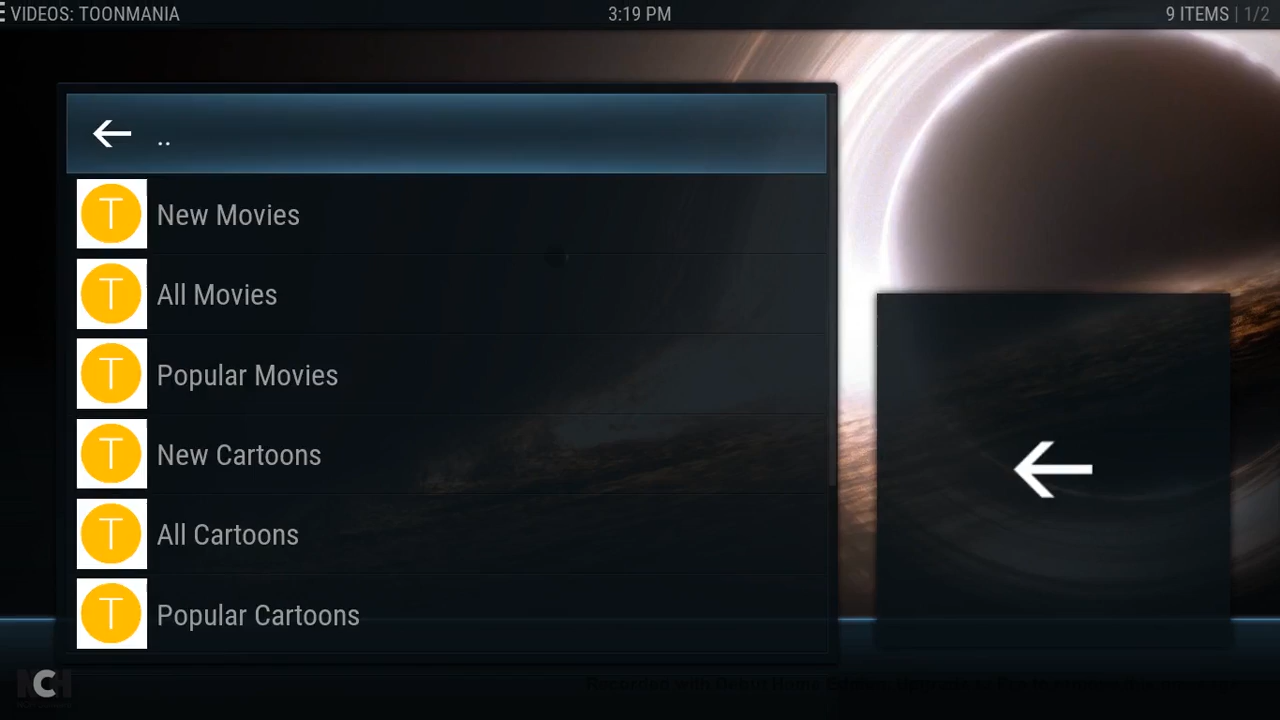 VIDEOS: TOONMANIA
3:19 PM
9 ITEMS | 1/2
..
T New Movies
T All Movies
T Popular Movies
T New Cartoons
T All Cartoons
T Popular Cartoons
NCH